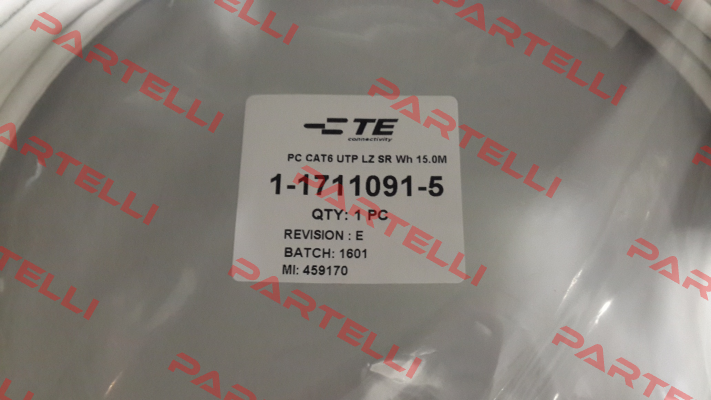 PARTELLI
PARTELLI
PARTELLI
PARTELLI
TE
connectivity
PC CAT6 UTP LZ SR Wh 15.0M
1-1711091-5
QTY: 1 PC
REVISION : E
BATCH: 1601
MI: 459170
PARTELLI
PARTELLI
PARTELLI
PARTELLI